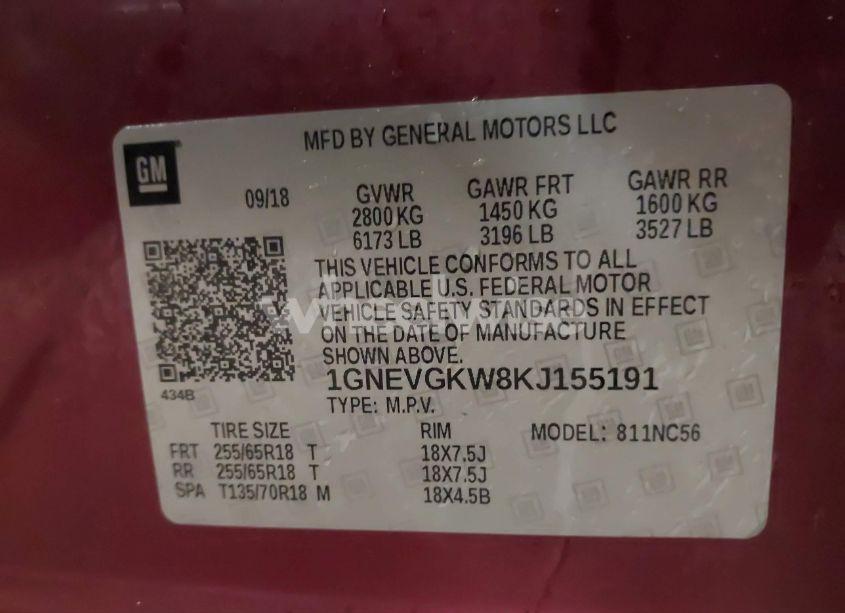 MFD BY GENERAL MOTORS LLC
GM
09/18
GVWR GAWR FRT GAWR RR
2800 KG 1450 KG 1600 KG
6173 LB 3196 LB 3527 LB
THIS VEHICLE CONFORMS TO ALL
APPLICABLE U.S. FEDERAL MOTOR
VEHICLE SAFETY STANDARDS IN EFFECT
ON THE DATE OF MANUFACTURE
SHOWN ABOVE.
434B
1GNEVGKW8KJ155191
TYPE: M.P.V.
TIRE SIZE RIM MODEL: 811NC56
FRT 255/65R18 T 18X7.5J
RR 255/65R18 T 18X7.5J
SPA T135/70R18 M 18X4.5B